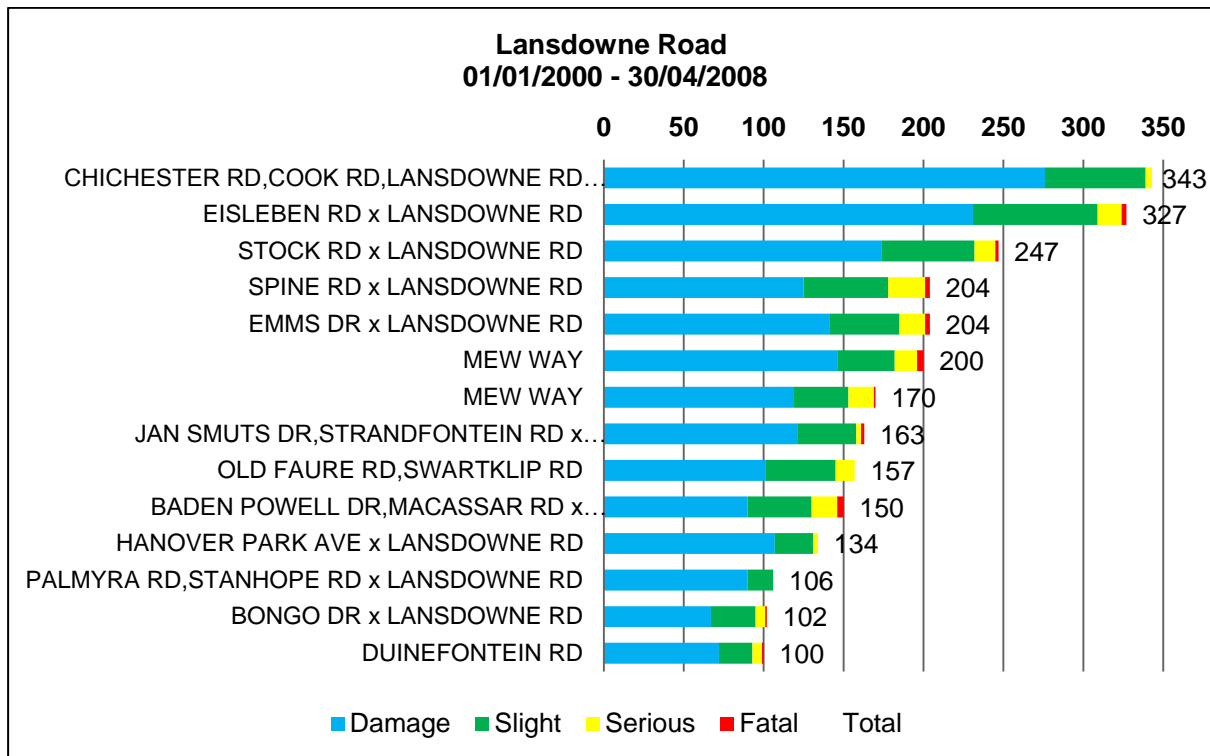 Lansdowne Road
01/01/2000 - 30/04/2008
0 50 100 150 200 250 300 350
CHICHESTER RD,COOK RD,LANSDOWNE RD… 343
EISLEBEN RD x LANSDOWNE RD 327
STOCK RD x LANSDOWNE RD 247
SPINE RD x LANSDOWNE RD 204
EMMS DR x LANSDOWNE RD 204
MEW WAY 200
MEW WAY 170
JAN SMUTS DR,STRANDFONTEIN RD x… 163
OLD FAURE RD,SWARTKLIP RD 157
BADEN POWELL DR,MACASSAR RD x… 150
HANOVER PARK AVE x LANSDOWNE RD 134
PALMYRA RD,STANHOPE RD x LANSDOWNE RD 106
BONGO DR x LANSDOWNE RD 102
DUINEFONTEIN RD 100
Damage Slight Serious Fatal Total